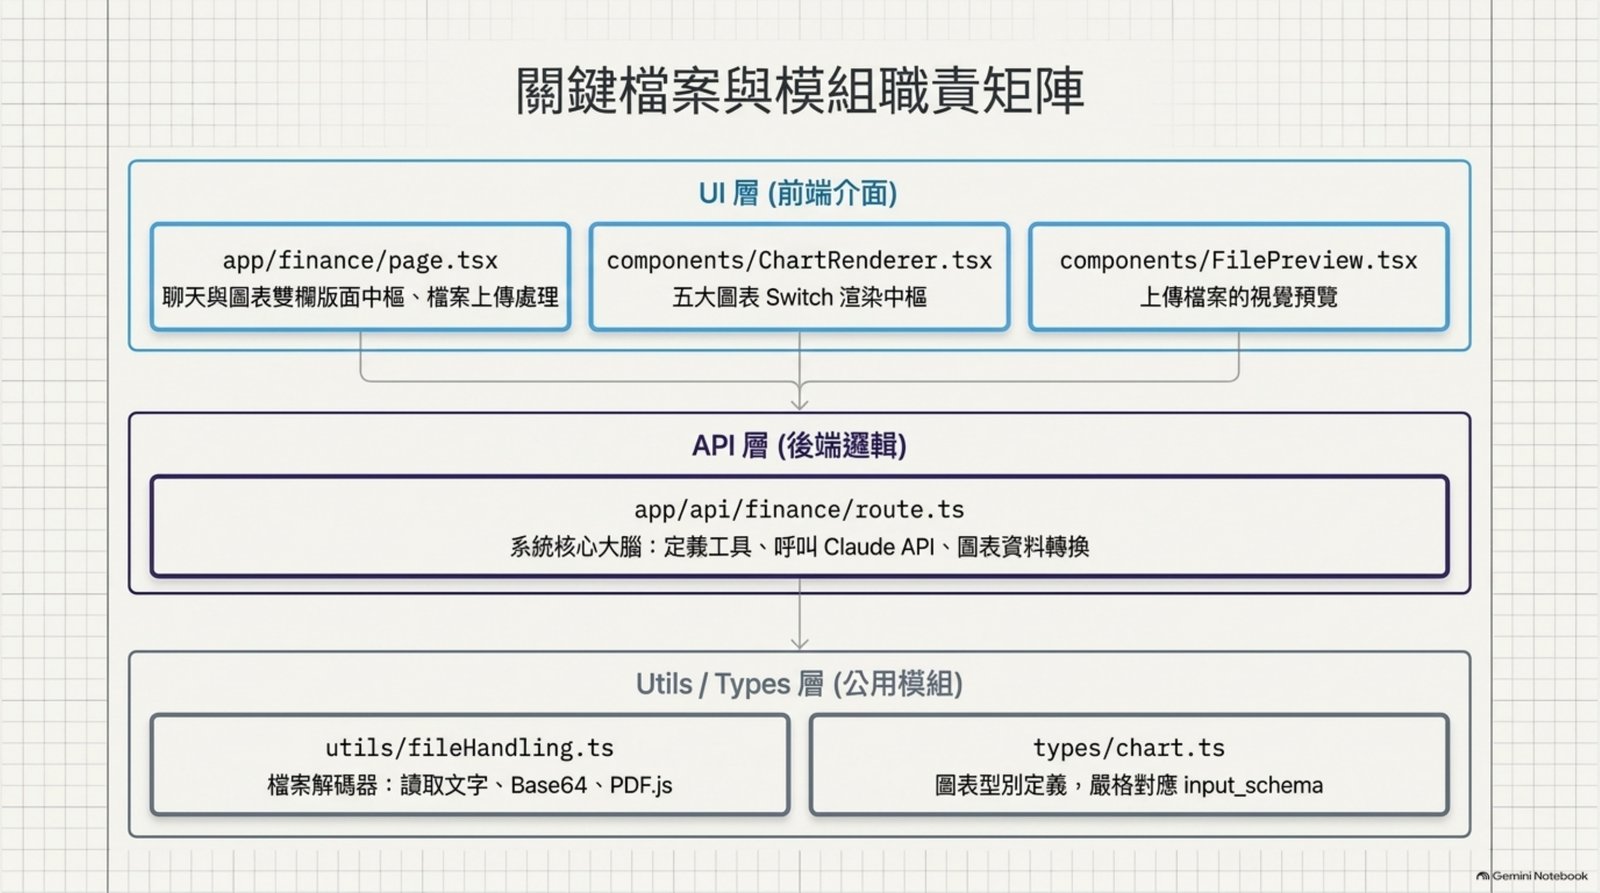 關鍵檔案與模組職責矩陣
UI 層 (前端介面)
app/finance/page.tsx
聊天與圖表雙欄版面中樞、檔案上傳處理
components/ChartRenderer.tsx
五大圖表 Switch 渲染中樞
components/FilePreview.tsx
上傳檔案的視覺預覽
API 層 (後端邏輯)
app/api/finance/route.ts
系統核心大腦：定義工具、呼叫 Claude API、圖表資料轉換
Utils / Types 層 (公用模組)
utils/fileHandling.ts
檔案解碼器：讀取文字、Base64、PDF.js
types/chart.ts
圖表型別定義，嚴格對應 input_schema
Gemini Notebook